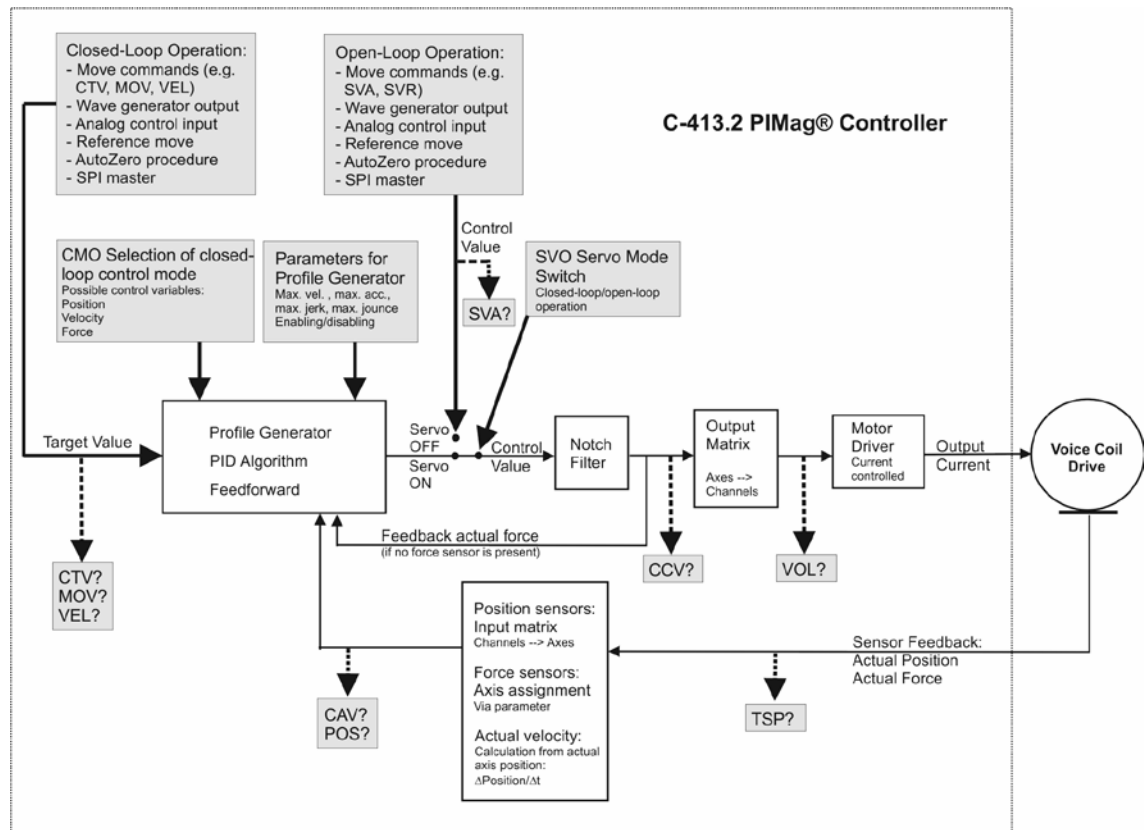 Closed-Loop Operation:
- Move commands (e.g.
CTV, MOV, VEL)
- Wave generator output
- Analog control input
- Reference move
- AutoZero procedure
- SPI master
Open-Loop Operation:
- Move commands (e.g.
SVA, SVR)
- Wave generator output
- Analog control input
- Reference move
- AutoZero procedure
- SPI master
C-413.2 PIMag® Controller
CMO Selection of closed-
loop control mode
Possible control variables:
Position
Velocity
Force
Parameters for
Profile Generator
Max. vel. , max. acc.,
max. jerk, max. jounce
Enabling/disabling
Control
Value
SVA?
SVO Servo Mode
Switch
Closed-loop/open-loop
operation
Target Value
Profile Generator
PID Algorithm
Feedforward
Servo
OFF
Servo
ON
Control
Value
Notch
Filter
Output
Matrix
Axes --> 
Channels
Motor
Driver
Current
controlled
Output
Current
Voice Coil
Drive
Feedback actual force
(if no force sensor is present)
CTV?
MOV?
VEL?
CCV?
VOL?
Position sensors:
Input matrix
Channels --> Axes
Force sensors:
Axis assignment
Via parameter
Actual velocity:
Calculation from actual
axis position:
ΔPosition/Δt
Sensor Feedback:
Actual Position
Actual Force
CAV?
POS?
TSP?